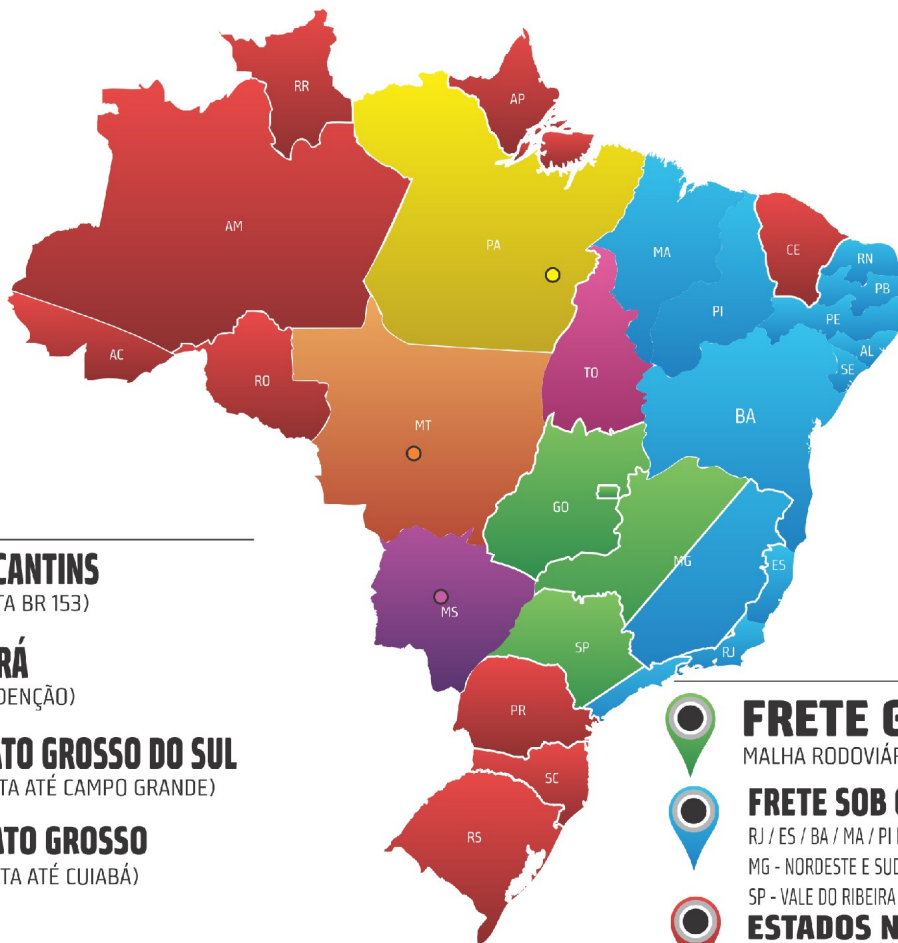 RR
AP
AM
PA
MA
CE
RN
PB
PI
PE
AC
AL
SE
RO
TO
MT
BA
GO
MG
ES
MS
SP
RJ
PR
SC
RS
CANTINS
TA BR 153)
RÁ
DENÇÃO)
ATO GROSSO DO SUL
TA ATÉ CAMPO GRANDE)
ATO GROSSO
TA ATÉ CUIABÁ)
FRETE G
MALHA RODOVIÁR
FRETE SOB
RJ / ES / BA / MA / PI
MG - NORDESTE E SUD
SP - VALE DO RIBEIRA
ESTADOS N